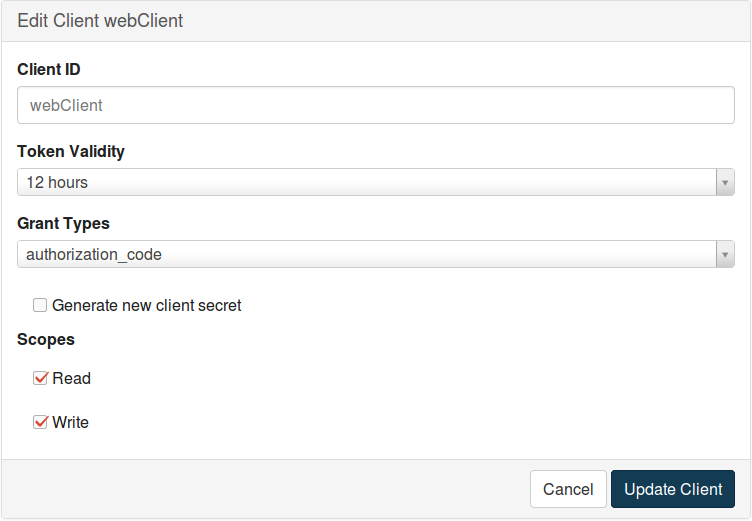 Edit Client webClient
Client ID
webClient
Token Validity
12 hours
Grant Types
authorization_code
Generate new client secret
Scopes
Read
Write
Cancel Update Client